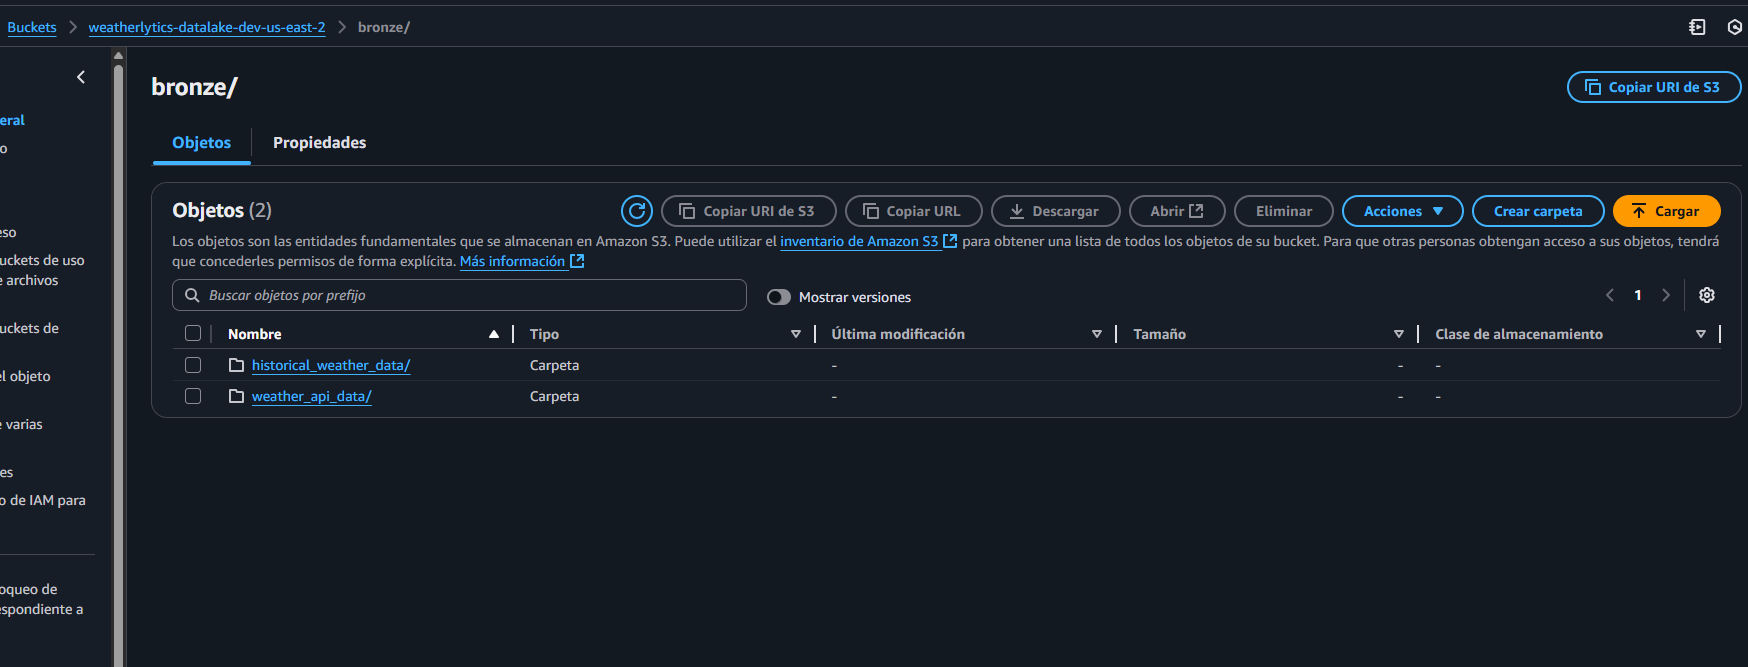 Buckets > weatherlytics-datalake-dev-us-east-2 > bronze/
bronze/
Copiar URI de S3
eral
o
eso
uckets de uso
e archivos
uckets de
el objeto
e varias
es
o de IAM para
oqueo de
espondiente a
Objetos
Propiedades
Objetos (2)
Copiar URI de S3
Copiar URL
Descargar
Abrir
Eliminar
Acciones
Crear carpeta
Cargar
Los objetos son las entidades fundamentales que se almacenan en Amazon S3. Puede utilizar el inventario de Amazon S3 para obtener una lista de todos los objetos de su bucket. Para que otras personas obtengan acceso a sus objetos, tendrá
que concederles permisos de forma explícita. Más información
Buscar objetos por prefijo
Mostrar versiones
1
Nombre Tipo Última modificación Tamaño Clase de almacenamiento
historical_weather_data/ Carpeta - - -
weather_api_data/ Carpeta - - -